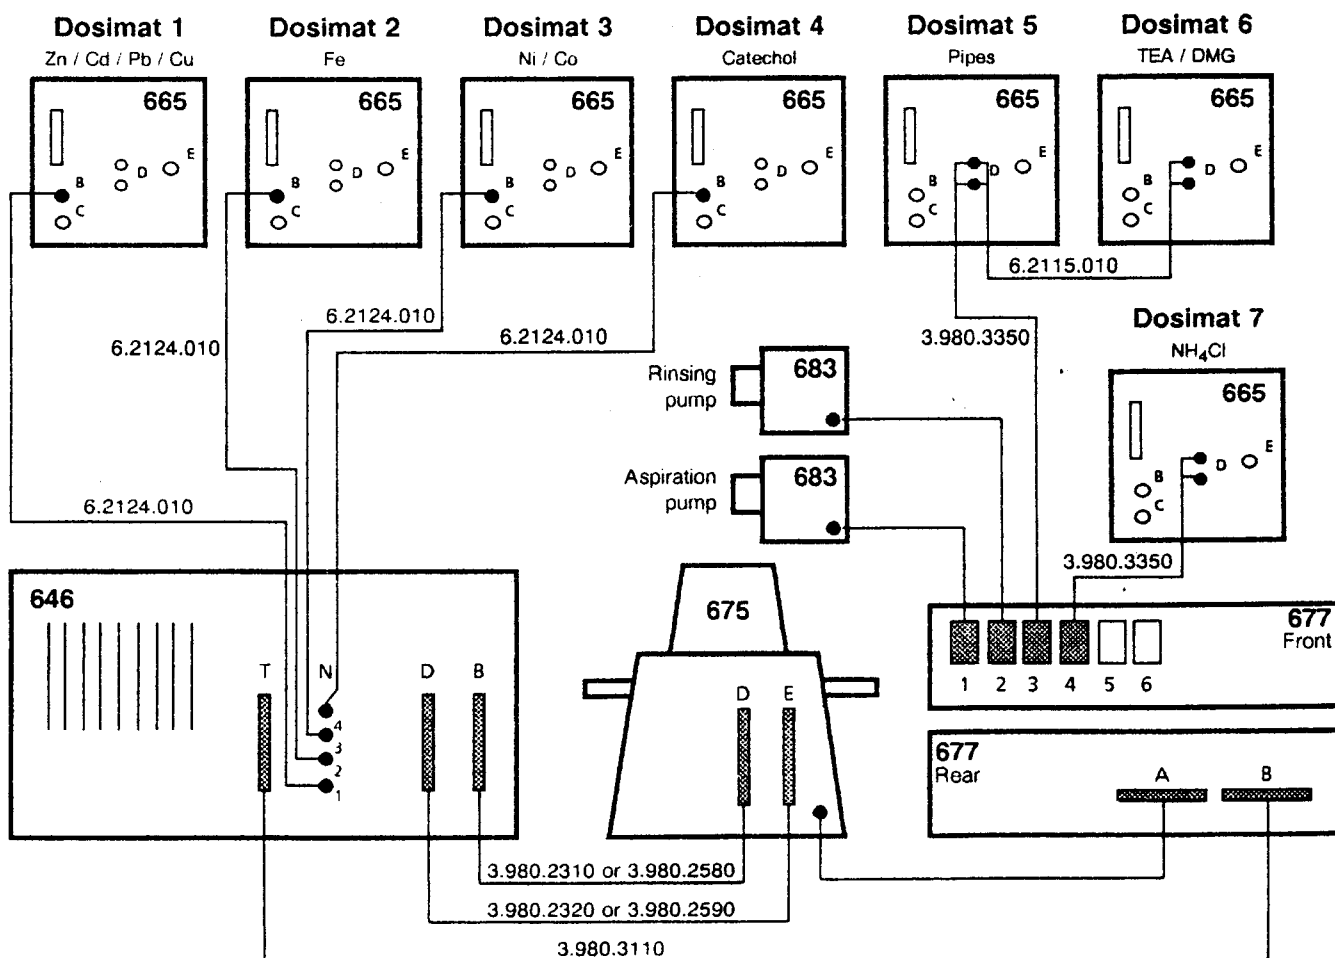 Dosimat 1
Zn / Cd / Pb / Cu
665
B
C
D
E
Dosimat 2
Fe
665
B
C
D
E
Dosimat 3
Ni / Co
665
B
C
D
E
Dosimat 4
Catechol
665
B
C
D
E
Dosimat 5
Pipes
665
B
C
D
E
Dosimat 6
TEA / DMG
665
B
C
D
E
6.2115.010
6.2124.010
6.2124.010
6.2124.010
6.2124.010
3.980.3350
Dosimat 7
NH₄Cl
665
B
C
D
E
3.980.3350
Rinsing
pump
683
Aspiration
pump
683
646
T
N
4
3
2
1
D
B
675
D
E
677
Front
1 2 3 4 5 6
677
Rear
A
B
3.980.2310 or 3.980.2580
3.980.2320 or 3.980.2590
3.980.3110